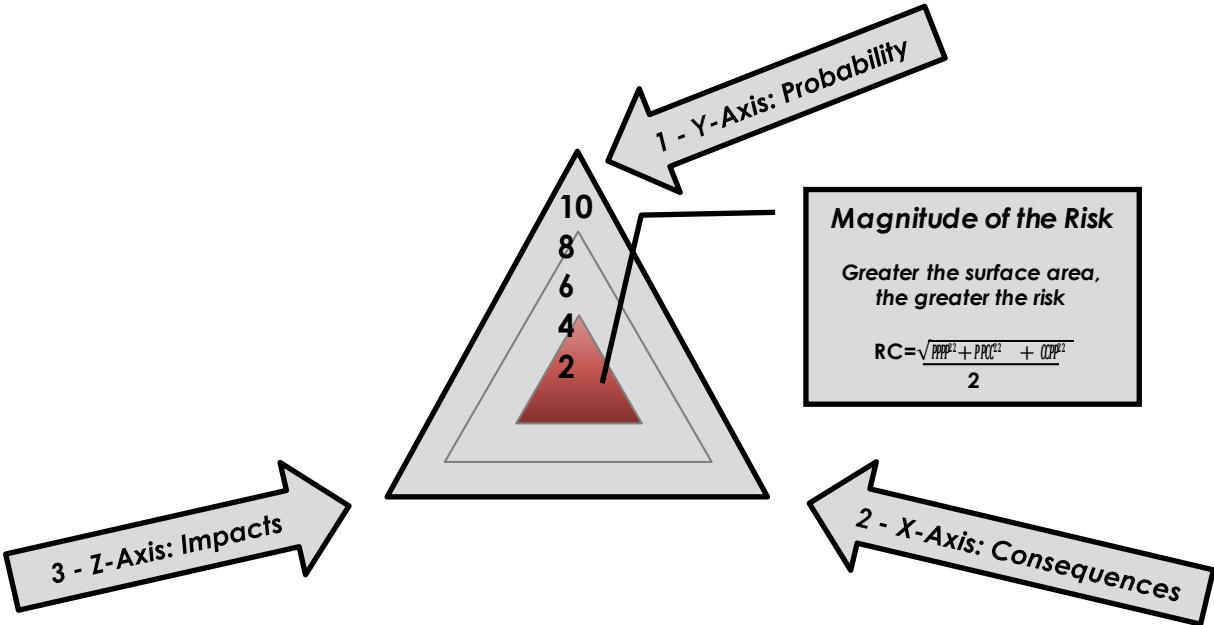 1 - Y-Axis: Probability
10
8
6
4
2
Magnitude of the Risk
Greater the surface area,
the greater the risk
RC=√
2
3 - Z-Axis: Impacts
2 - X-Axis: Consequences